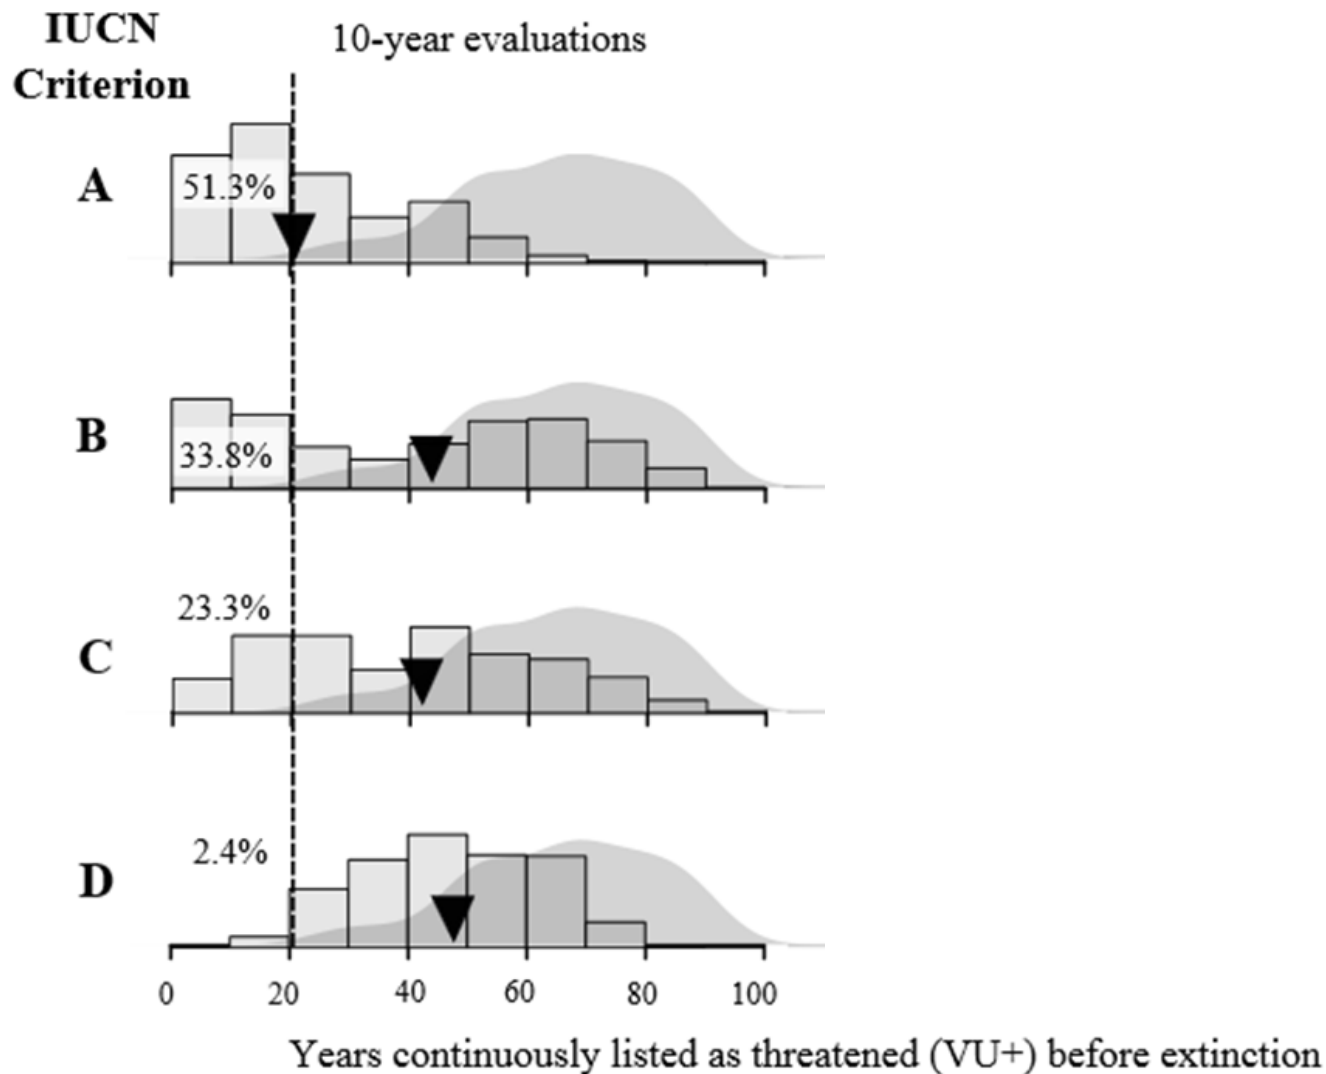 IUCN
Criterion
10-year evaluations
A
51.3%
B
33.8%
C
23.3%
D
2.4%
0 20 40 60 80 100
Years continuously listed as threatened (VU+) before extinction